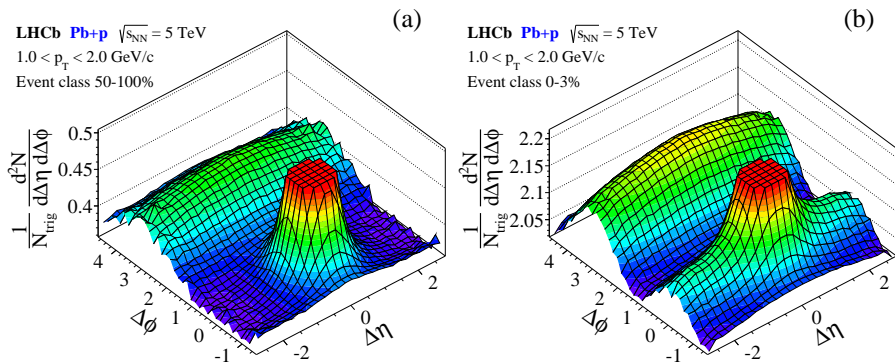 (a)
LHCb Pb+p √sNN = 5 TeV
1.0 < pT < 2.0 GeV/c
Event class 50-100%
1/Ntrig d²N/dΔη dΔϕ
0.5
0.45
0.4
4
3
2
1
0
-1
Δϕ
-2
0
2
Δη
(b)
LHCb Pb+p √sNN = 5 TeV
1.0 < pT < 2.0 GeV/c
Event class 0-3%
1/Ntrig d²N/dΔη dΔϕ
2.2
2.15
2.1
2.05
4
3
2
1
0
-1
Δϕ
-2
0
2
Δη